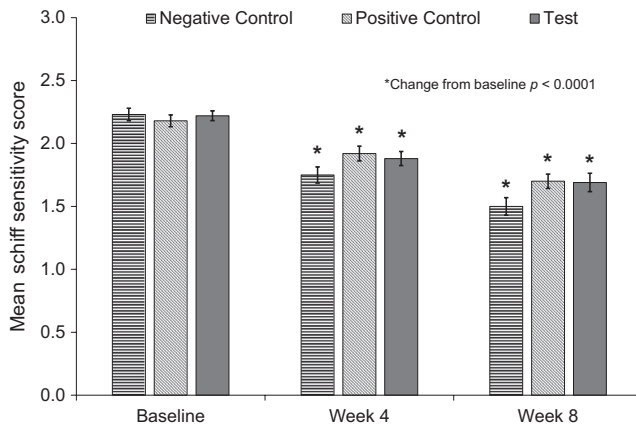 Negative Control Positive Control Test
*Change from baseline p < 0.0001
Mean schiff sensitivity score
3.0
2.5
2.0
1.5
1.0
0.5
0.0
* * *
* * *
Baseline Week 4 Week 8